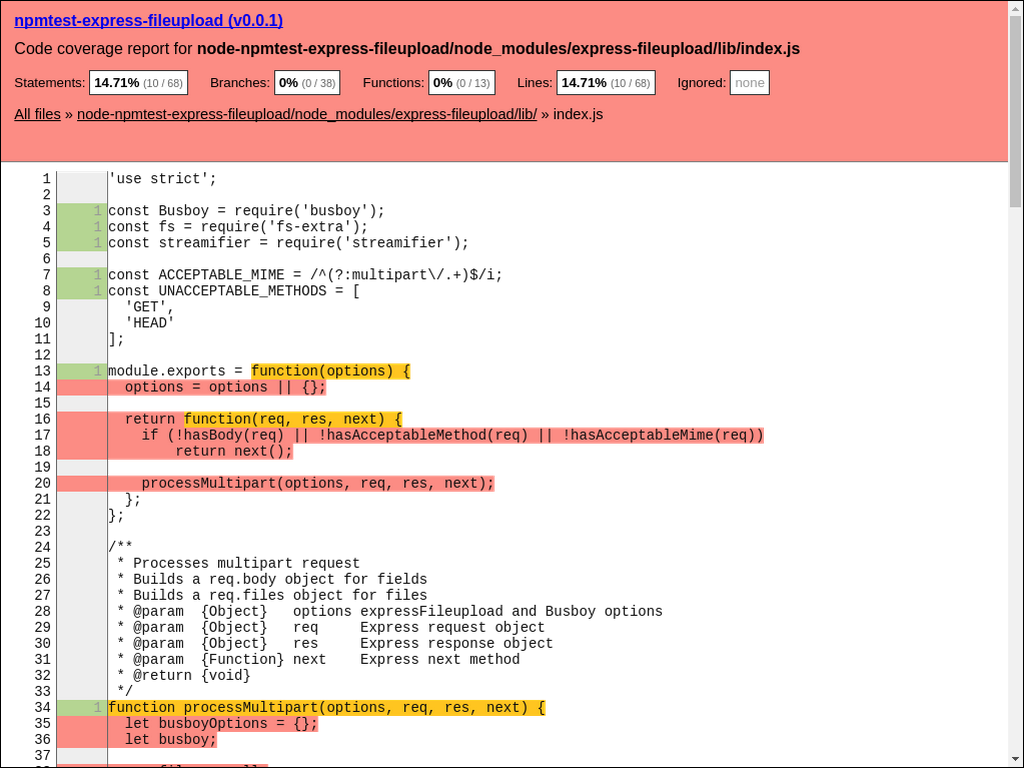 npmtest-express-fileupload (v0.0.1)
Code coverage report for node-npmtest-express-fileupload/node_modules/express-fileupload/lib/index.js
Statements: 14.71% (10 / 68) Branches: 0% (0 / 38) Functions: 0% (0 / 13) Lines: 14.71% (10 / 68) Ignored: none
All files » node-npmtest-express-fileupload/node_modules/express-fileupload/lib/ » index.js
1 'use strict';
2
3 1 const Busboy = require('busboy');
4 1 const fs = require('fs-extra');
5 1 const streamifier = require('streamifier');
6
7 1 const ACCEPTABLE_MIME = /^(?:multipart\/.+)$/i;
8 1 const UNACCEPTABLE_METHODS = [
9   'GET',
10   'HEAD'
11 ];
12
13 1 module.exports = function(options) {
14   options = options || {};
15
16   return function(req, res, next) {
17     if (!hasBody(req) || !hasAcceptableMethod(req) || !hasAcceptableMime(req))
18         return next();
19
20     processMultipart(options, req, res, next);
21   };
22 };
23
24 /**
25  * Processes multipart request
26  * Builds a req.body object for fields
27  * Builds a req.files object for files
28  * @param  {Object}   options expressFileupload and Busboy options
29  * @param  {Object}   req     Express request object
30  * @param  {Object}   res     Express response object
31  * @param  {Function} next    Express next method
32  * @return {void}
33  */
34 1 function processMultipart(options, req, res, next) {
35   let busboyOptions = {};
36   let busboy;
37